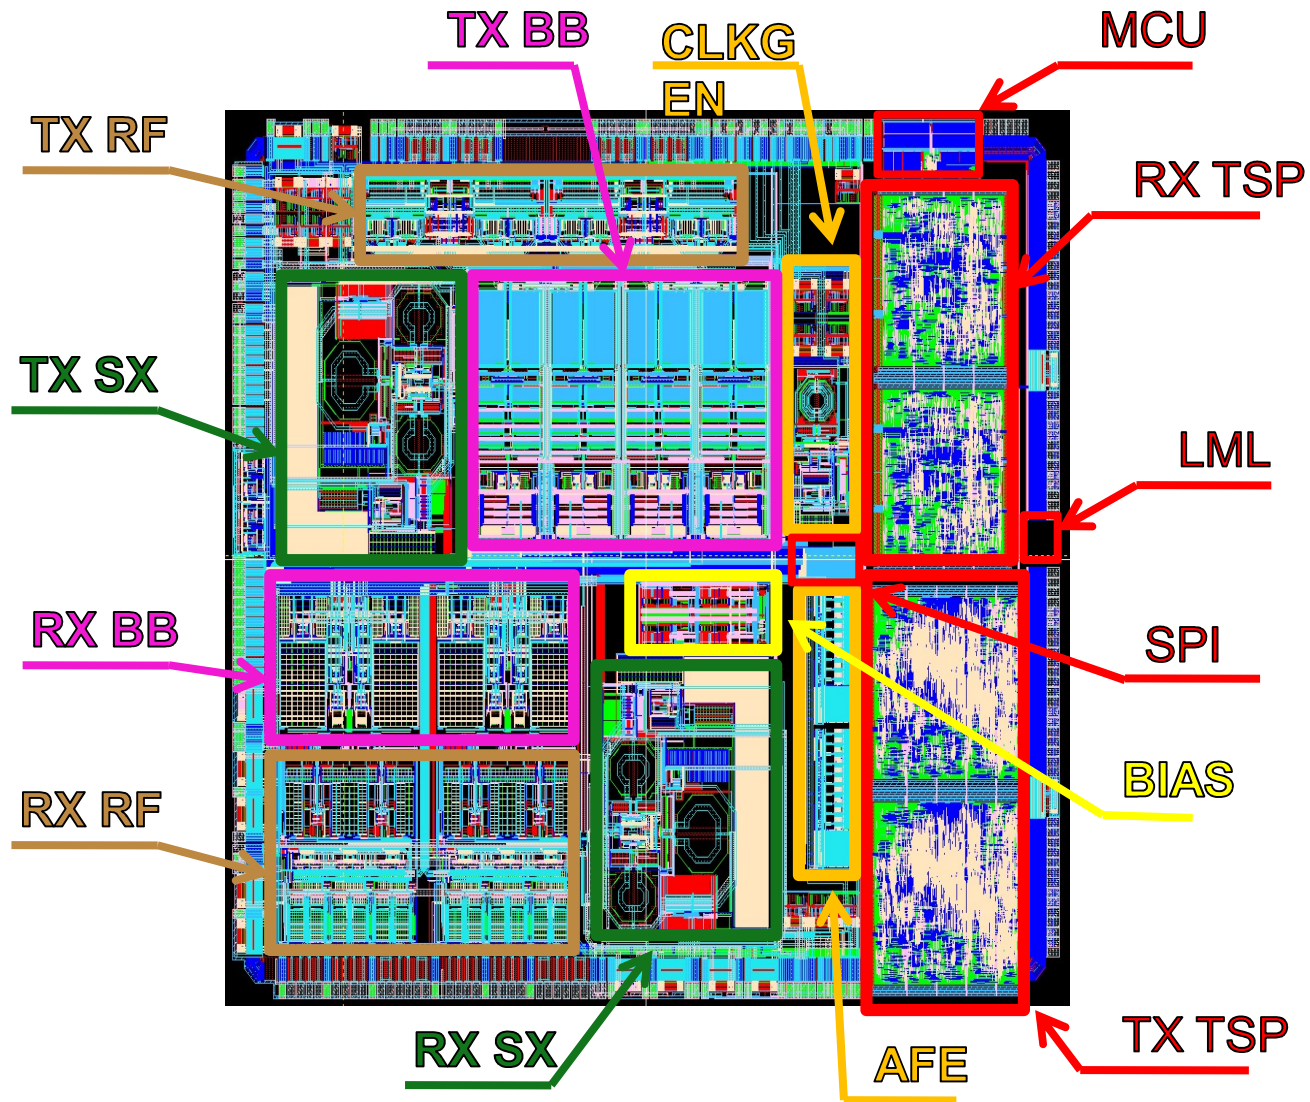 TX BB
CLKG
EN
MCU
TX RF
RX TSP
TX SX
LML
RX BB
SPI
BIAS
RX RF
RX SX
AFE
TX TSP